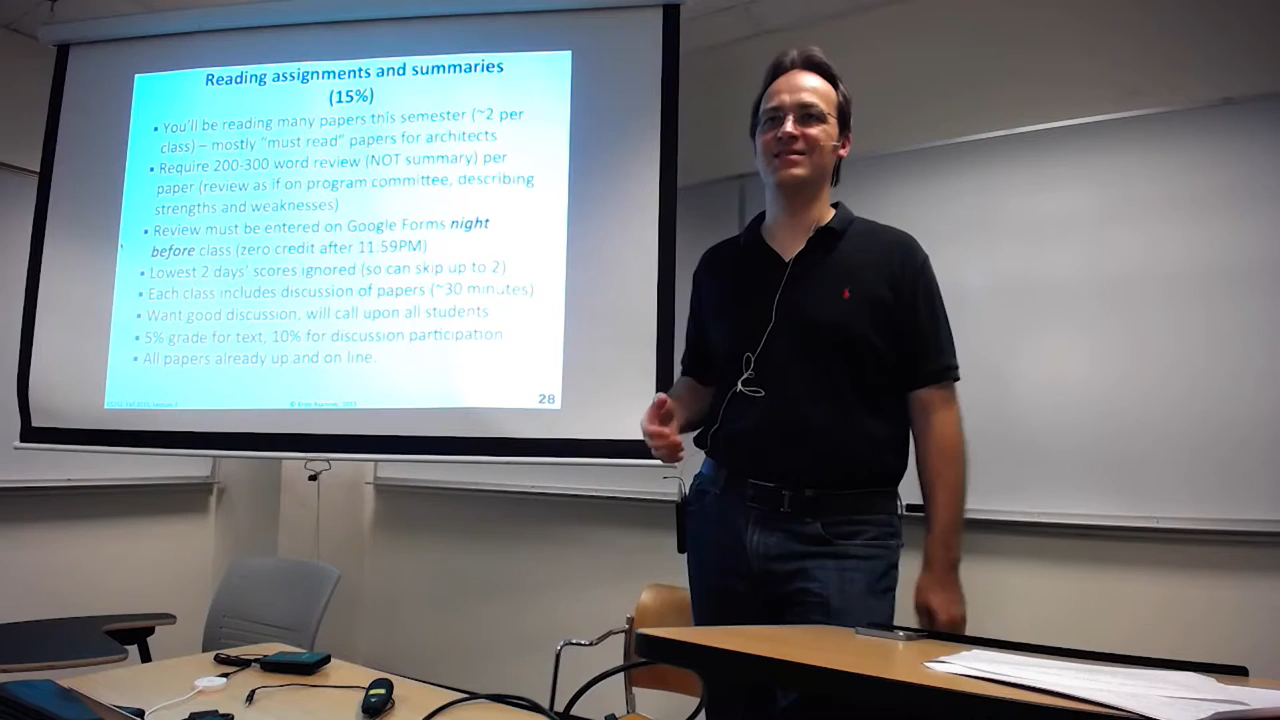 Reading assignments and summaries
(15%)
▪ You'll be reading many papers this semester (~2 per
class) – mostly "must read" papers for architects
▪ Require 200-300 word review (NOT summary) per
paper (review as if on program committee, describing
strengths and weaknesses)
▪ Review must be entered on Google Forms night
before class (zero credit after 11:59PM)
▪ Lowest 2 days' scores ignored (so can skip up to 2)
▪ Each class includes discussion of papers (~30 minutes)
▪ Want good discussion, will call upon all students
▪ 5% grade for text, 10% for discussion participation
▪ All papers already up and on line.
28